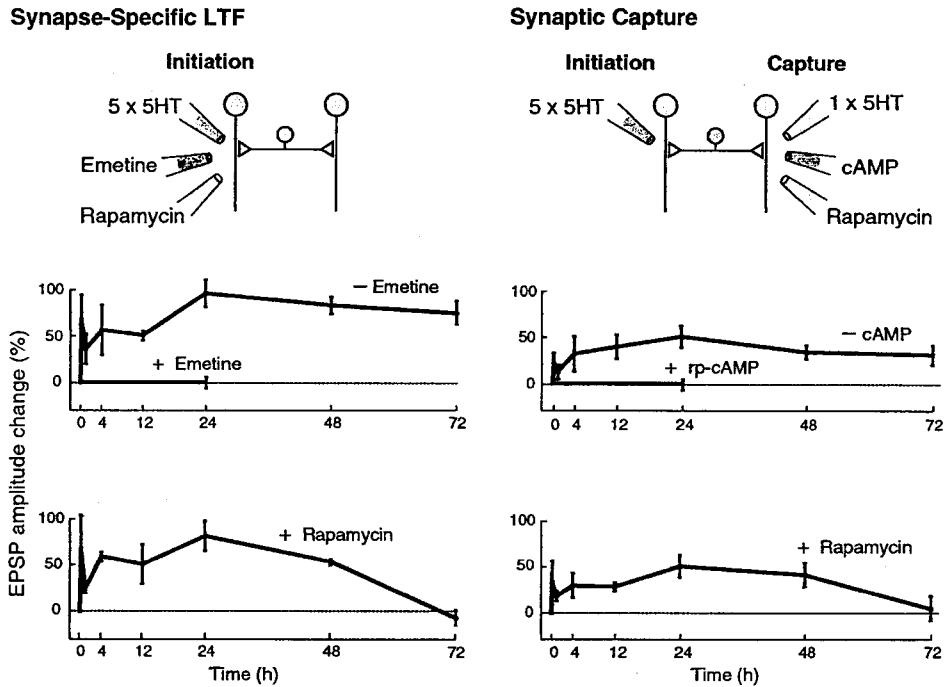 Synapse-Specific LTF
Initiation
5 x 5HT
Emetine
Rapamycin
Synaptic Capture
Initiation
Capture
5 x 5HT
1 x 5HT
cAMP
Rapamycin
EPSP amplitude change (%)
100
50
0
– Emetine
+ Emetine
0 4 12 24 48 72
100
50
0
– cAMP
+ rp-cAMP
0 4 12 24 48 72
100
50
0
+ Rapamycin
0 4 12 24 48 72
Time (h)
100
50
0
+ Rapamycin
0 4 12 24 48 72
Time (h)